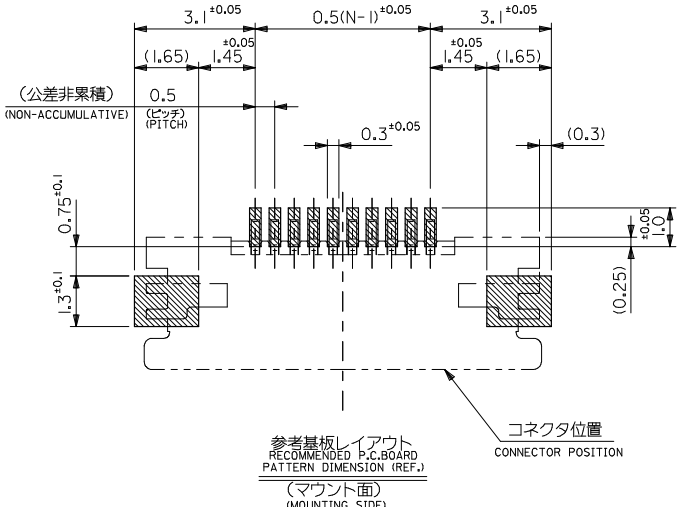 3.1±0.05 0.5(N-1)±0.05 3.1±0.05
(1.65) 1.45±0.05 1.45±0.05 (1.65)
(公差非累積) 0.5
(NON-ACCUMULATIVE) (ピッチ)
(PITCH)
0.3±0.05
(0.3)
0.75±0.1
1.3±0.1
1.0±0.05
(0.25)
コネクタ位置
CONNECTOR POSITION
参考基板レイアウト
RECOMMENDED P.C.BOARD
PATTERN DIMENSION (REF.)
(マウント面)
(MOUNTING SIDE)